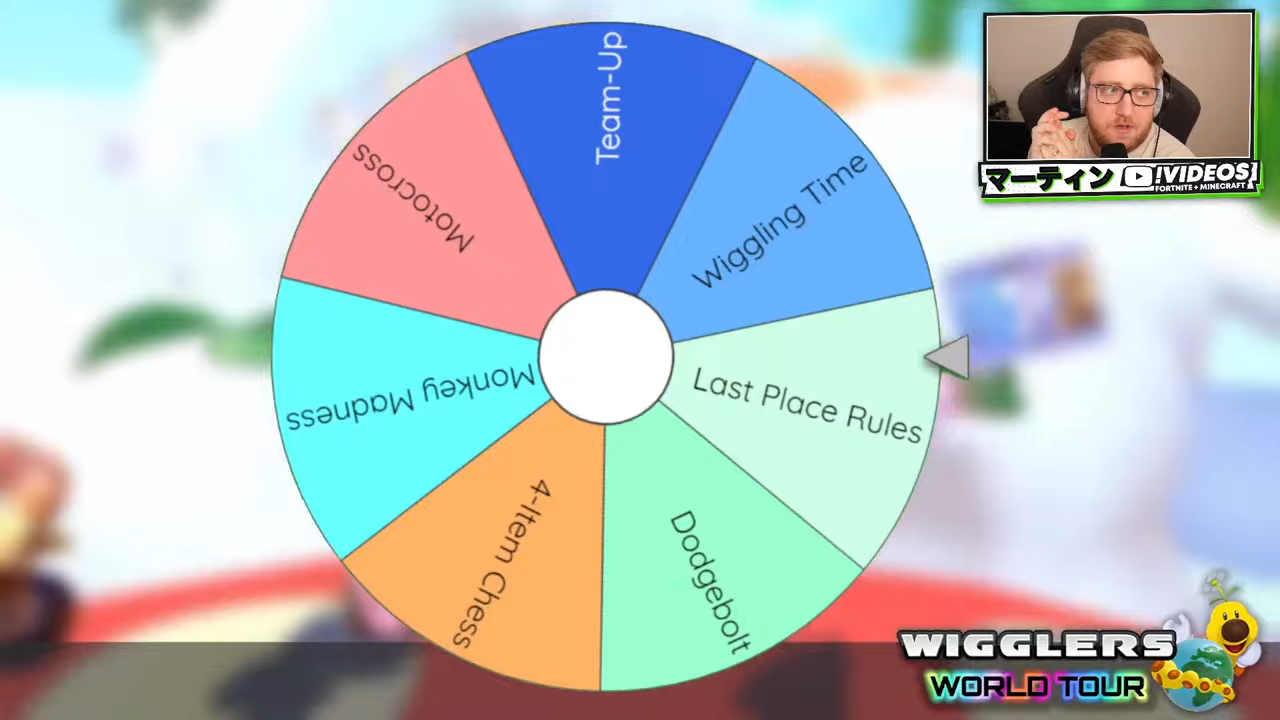 Team-Up
Wiggling Time
Last Place Rules
Dodgebolt
4-Item Chess
Monkey Madness
Motocross
マーティン
!VIDEOS
FORTNITE + MINECRAFT
WIGGLERS
WORLD TOUR